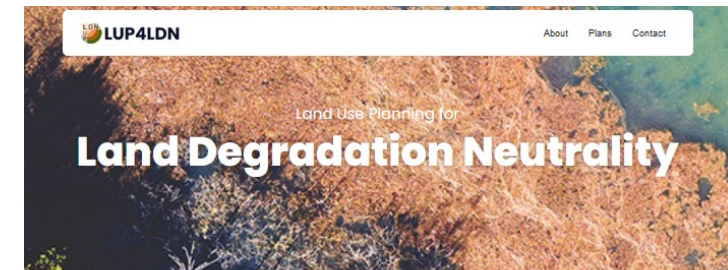 LUP4LDN
About Plans Contact
Land Use Planning for
Land Degradation Neutrality